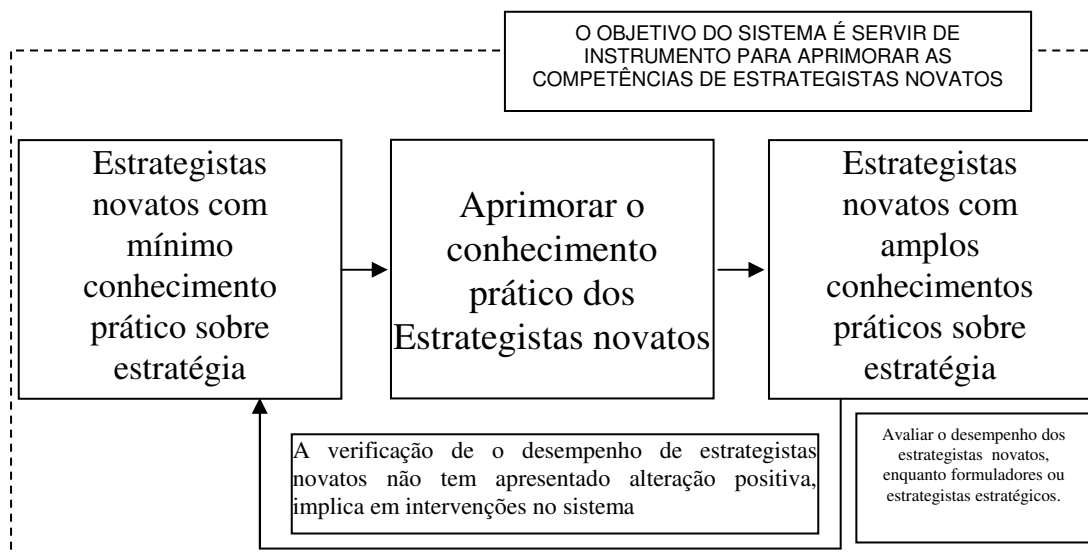 O OBJETIVO DO SISTEMA É SERVIR DE
INSTRUMENTO PARA APRIMORAR AS
COMPETÊNCIAS DE ESTRATEGISTAS NOVATOS
Estrategistas
novatos com
mínimo
conhecimento
prático sobre
estratégia
Aprimorar o
conhecimento
prático dos
Estrategistas novatos
Estrategistas
novatos com
amplos
conhecimentos
práticos sobre
estratégia
A verificação de o desempenho de estrategistas
novatos não tem apresentado alteração positiva,
implica em intervenções no sistema
Avaliar o desempenho dos
estrategistas novatos,
enquanto formuladores ou
estrategistas estratégicos.